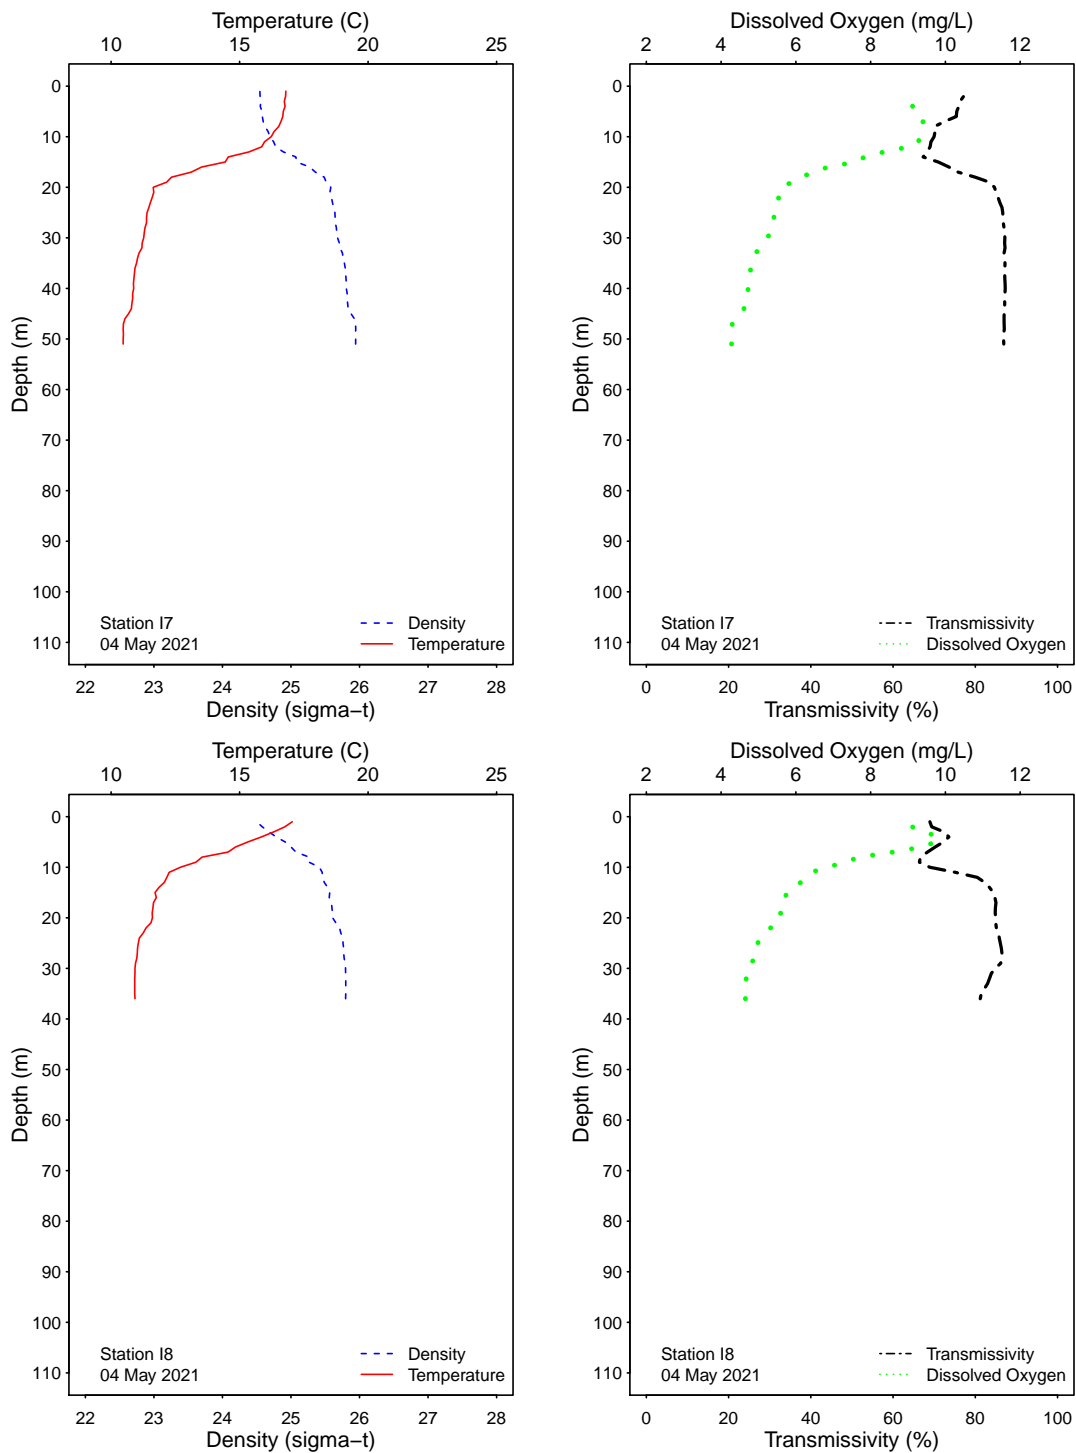 Temperature (C)
10 15 20 25
0
10
20
30
40
50
60
70
80
90
100
110
Depth (m)
Station I7
04 May 2021
Density
Temperature
22 23 24 25 26 27 28
Density (sigma−t)
Dissolved Oxygen (mg/L)
2 4 6 8 10 12
0
10
20
30
40
50
60
70
80
90
100
110
Depth (m)
Station I7
04 May 2021
Transmissivity
Dissolved Oxygen
0 20 40 60 80 100
Transmissivity (%)
Temperature (C)
10 15 20 25
0
10
20
30
40
50
60
70
80
90
100
110
Depth (m)
Station I8
04 May 2021
Density
Temperature
22 23 24 25 26 27 28
Density (sigma−t)
Dissolved Oxygen (mg/L)
2 4 6 8 10 12
0
10
20
30
40
50
60
70
80
90
100
110
Depth (m)
Station I8
04 May 2021
Transmissivity
Dissolved Oxygen
0 20 40 60 80 100
Transmissivity (%)